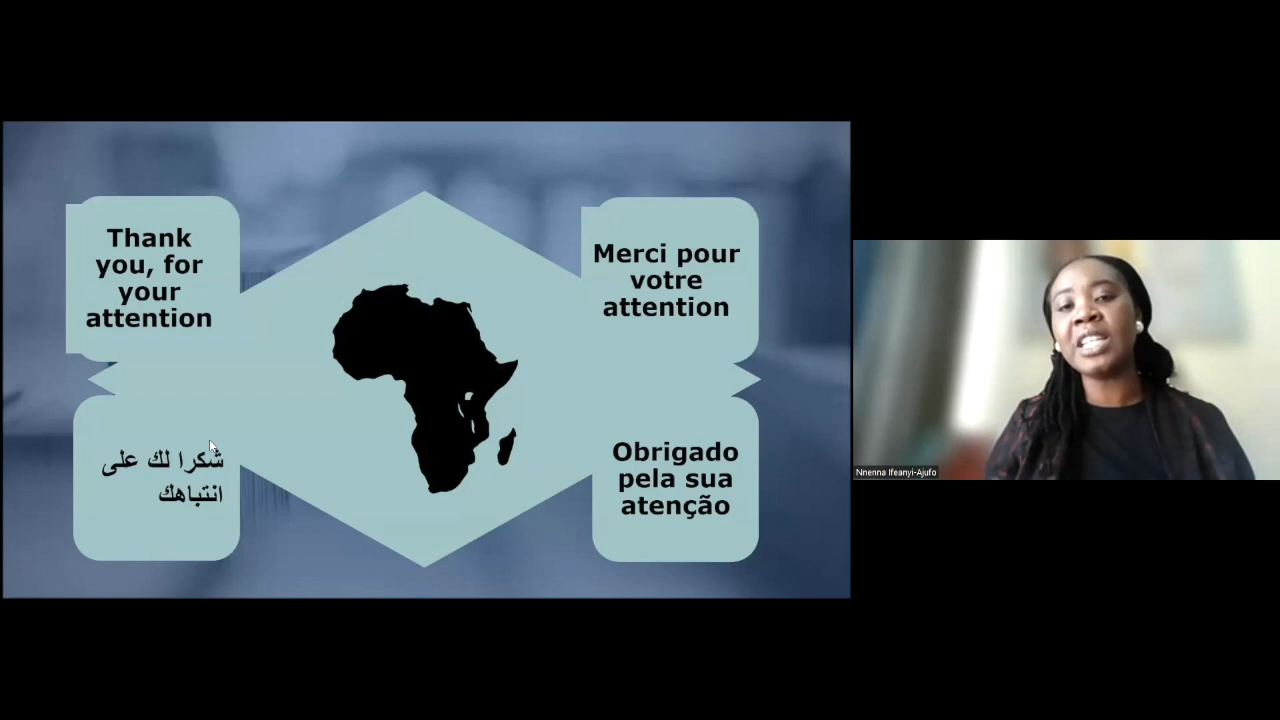 Thank
you, for
your
attention
Merci pour
votre
attention
شكرا لك على
انتباهك
Obrigado
pela sua
atenção
Nnenna Ifeanyi-Ajufo